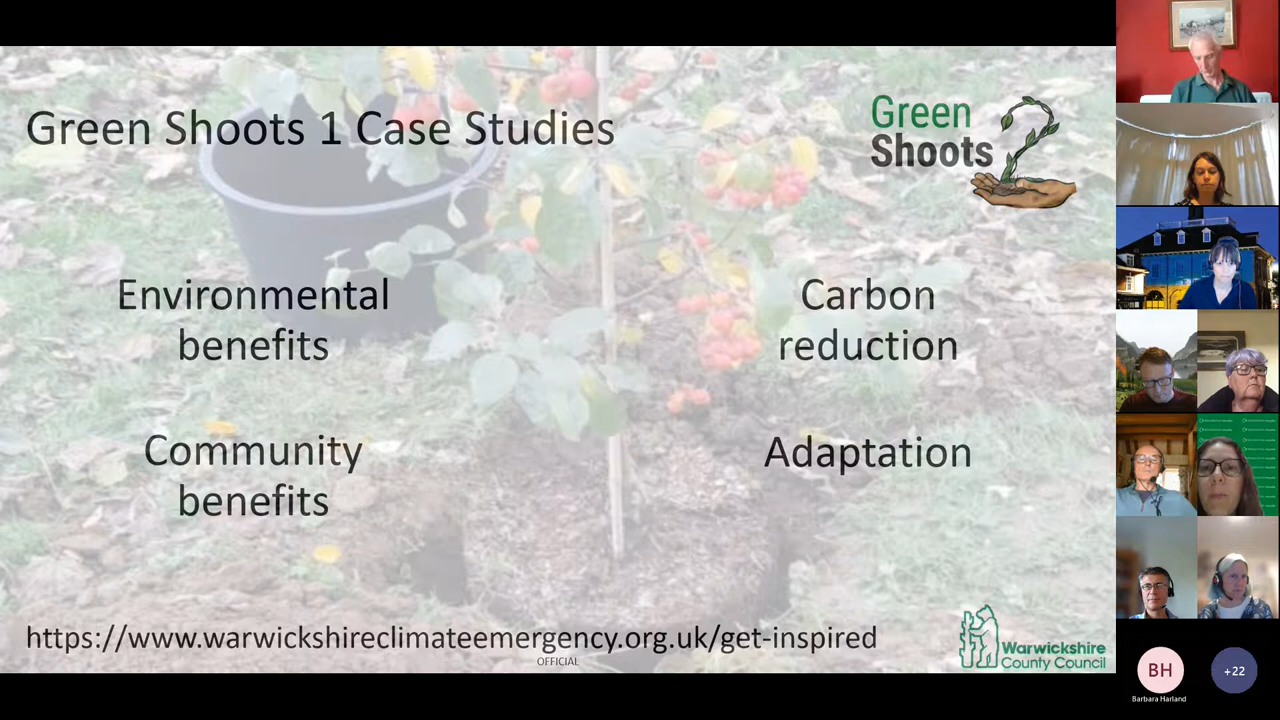 Green Shoots 1 Case Studies
Green
Shoots
Environmental
benefits
Carbon
reduction
Community
benefits
Adaptation
https://www.warwickshireclimateemergency.org.uk/get-inspired
OFFICIAL
Warwickshire
County Council
BH
+22
Barbara Harland